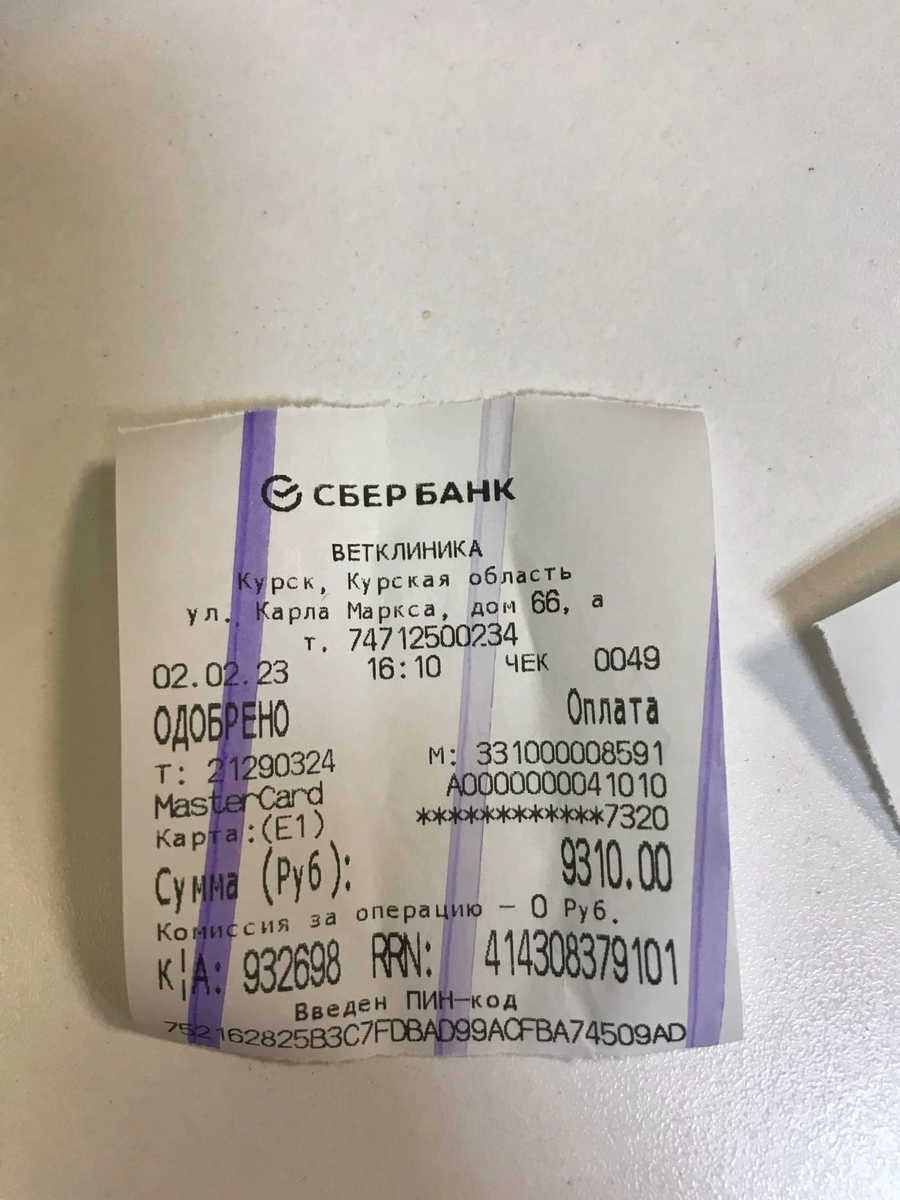 СБЕР БАНК
ВЕТКЛИНИКА
Курск, Курская область
ул. Карла Маркса, дом 66, а
т. 74712500234
02.02.23 16:10 ЧЕК 0049
ОДОБРЕНО Оплата
Т: 21290324 М: 331000008591
MasterCard A0000000041010
Карта:(E1) ************7320
Сумма (Руб): 9310.00
Комиссия за операцию – 0 Руб.
К/А: 932698 RRN: 414308379101
Введен ПИН-код
752162825B3C7FDBAD99ACFBA74509AD